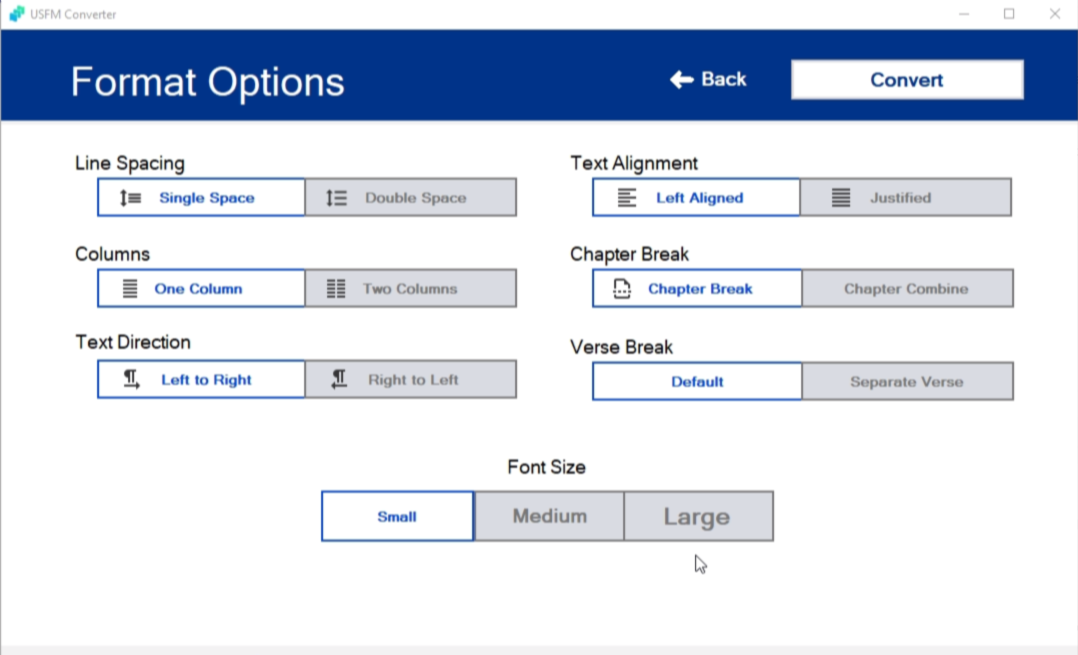 USFM Converter
Format Options
Back
Convert
Line Spacing
Single Space
Double Space
Text Alignment
Left Aligned
Justified
Columns
One Column
Two Columns
Chapter Break
Chapter Break
Chapter Combine
Text Direction
Left to Right
Right to Left
Verse Break
Default
Separate Verse
Font Size
Small
Medium
Large